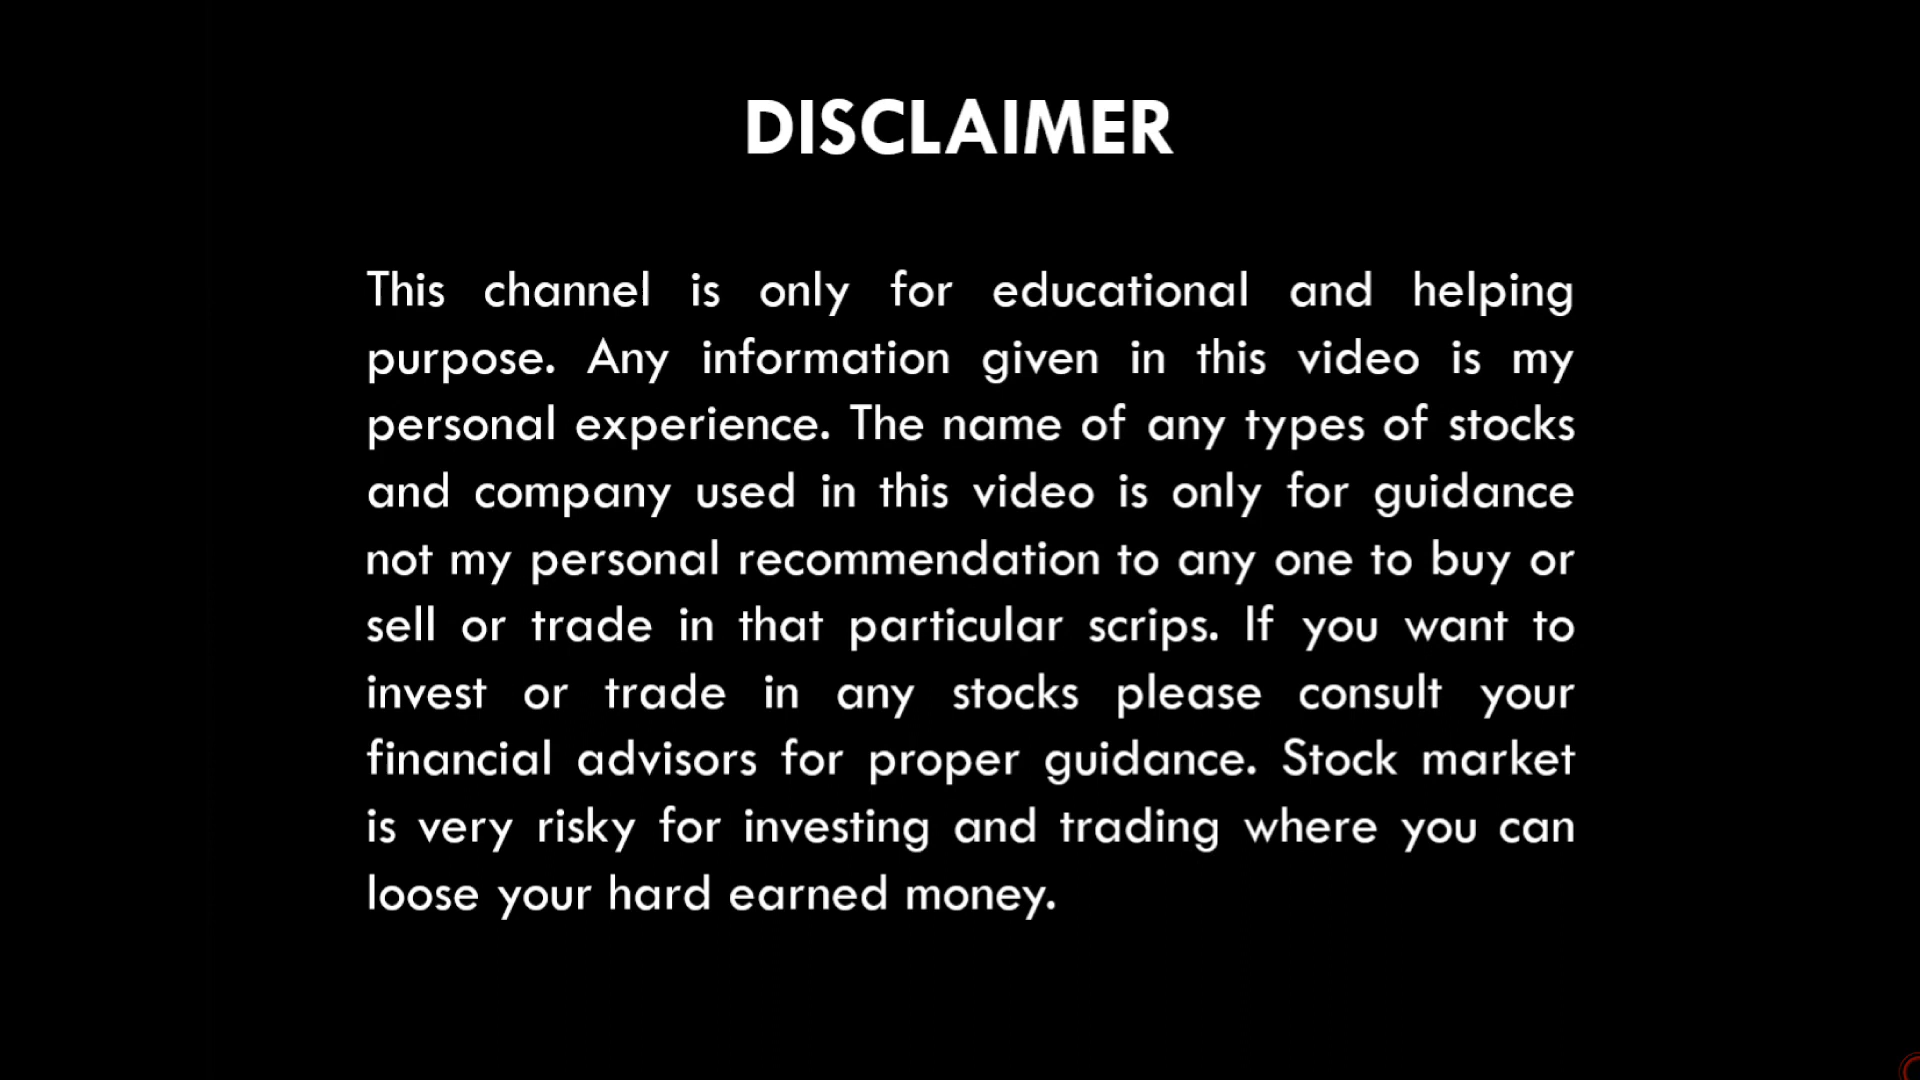 DISCLAIMER
This channel is only for educational and helping
purpose. Any information given in this video is my
personal experience. The name of any types of stocks
and company used in this video is only for guidance
not my personal recommendation to any one to buy or
sell or trade in that particular scrips. If you want to
invest or trade in any stocks please consult your
financial advisors for proper guidance. Stock market
is very risky for investing and trading where you can
loose your hard earned money.